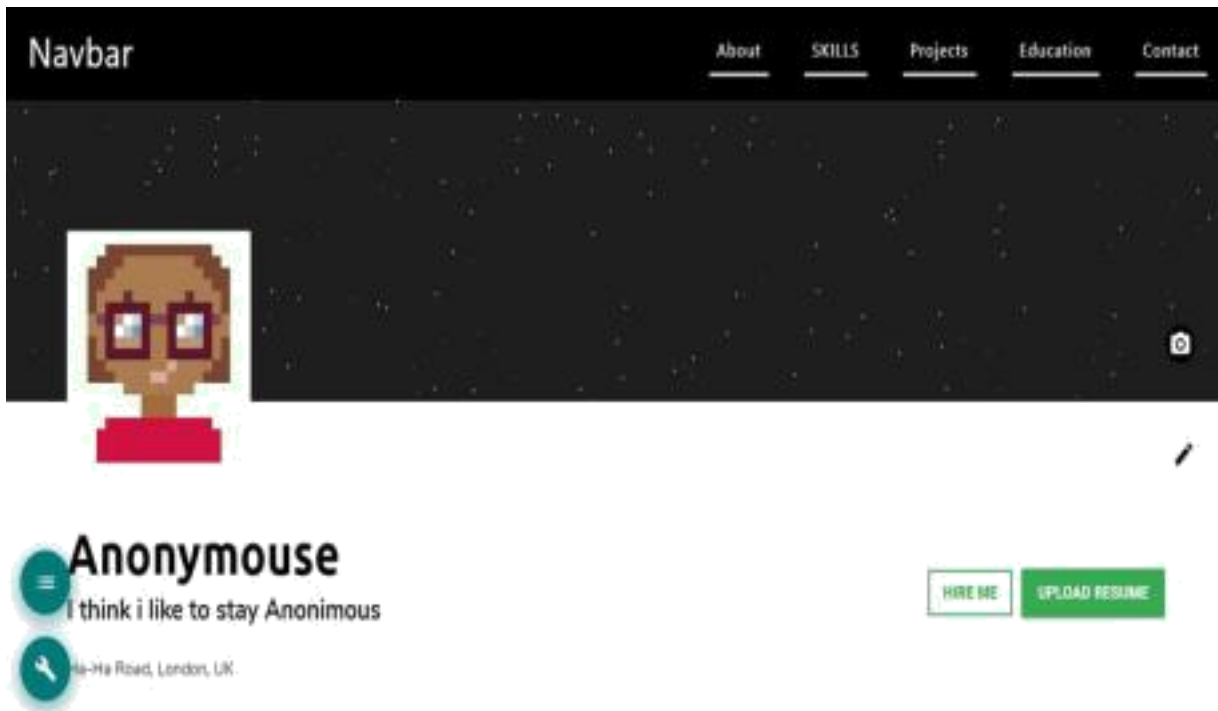 Navbar
About SKILLS Projects Education Contact
Anonymouse
I think i like to stay Anonimous
HIRE ME UPLOAD RESUME
Ha-Ha Road, London, UK